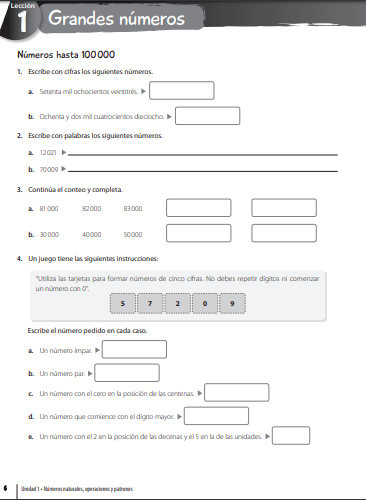 Lección
1 Grandes números
Números hasta 100 000
1. Escribe con cifras los siguientes números.
a. Setenta mil ochocientos veintitrés. ▶
b. Ochenta y dos mil cuatrocientos dieciocho. ▶
2. Escribe con palabras los siguientes números.
a. 12 021 ▶
b. 70 009 ▶
3. Continúa el conteo y completa.
a. 81 000 82 000 83 000
b. 30 000 40 000 50 000
4. Un juego tiene las siguientes instrucciones:
"Utiliza las tarjetas para formar números de cinco cifras. No debes repetir dígitos ni comenzar
un número con 0".
5 7 2 0 9
Escribe el número pedido en cada caso.
a. Un número impar. ▶
b. Un número par. ▶
c. Un número con el cero en la posición de las centenas. ▶
d. Un número que comience con el dígito mayor. ▶
e. Un número con el 2 en la posición de las decenas y el 5 en la de las unidades. ▶
6 Unidad 1 • Números naturales, operaciones y patrones